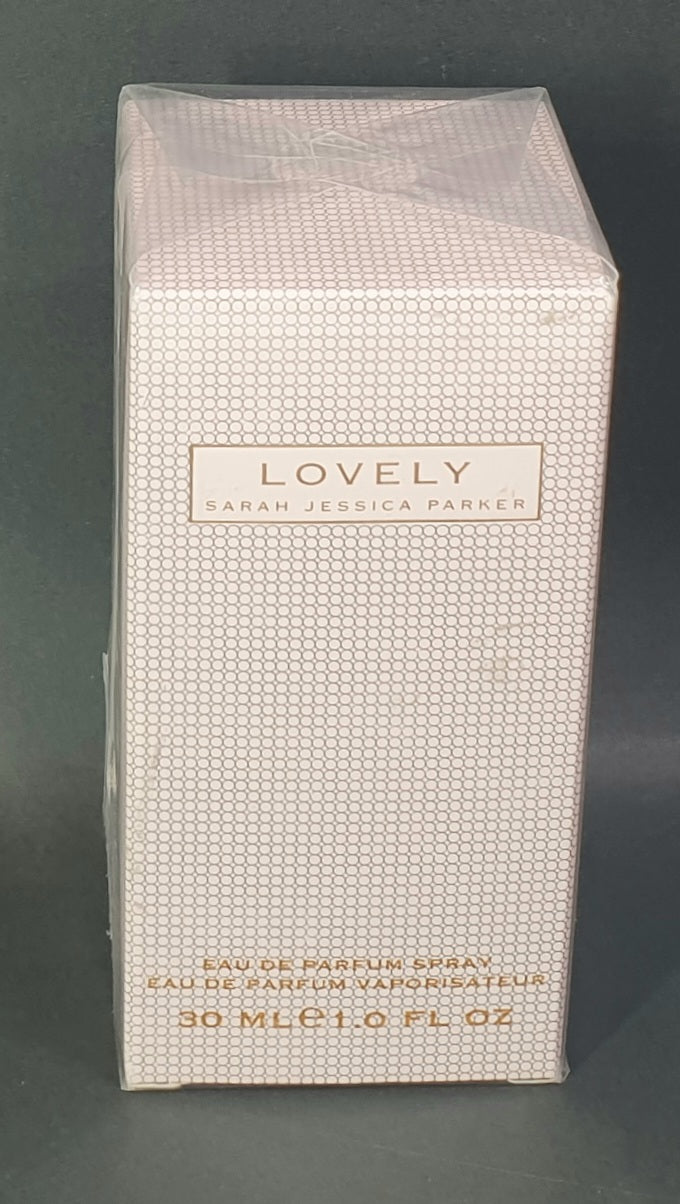 LOVELY
SARAH JESSICA PARKER
EAU DE PARFUM SPRAY
EAU DE PARFUM VAPORISATEUR
30 ML℮1.0 FL OZ